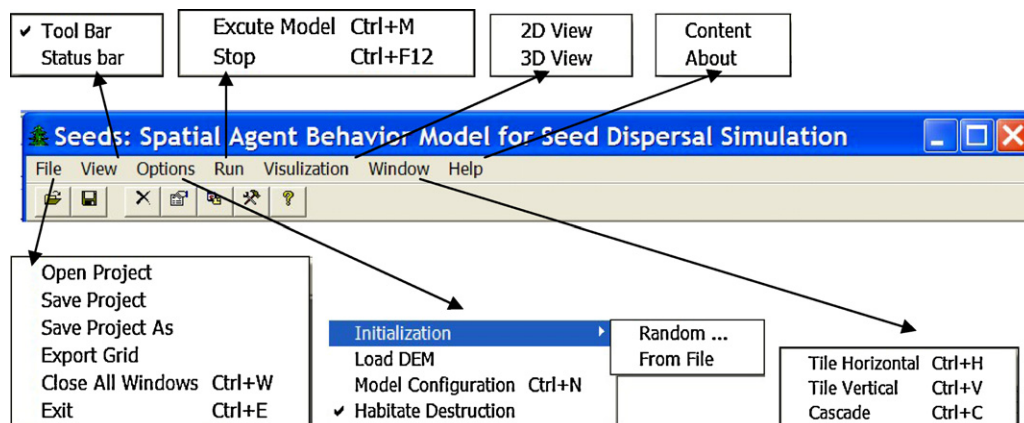 Tool Bar
Status bar
Excute Model Ctrl+M
Stop Ctrl+F12
2D View
3D View
Content
About
Seeds: Spatial Agent Behavior Model for Seed Dispersal Simulation
File View Options Run Visulization Window Help
Open Project
Save Project
Save Project As
Export Grid
Close All Windows Ctrl+W
Exit Ctrl+E
Initialization
Load DEM
Model Configuration Ctrl+N
Habitate Destruction
Random ...
From File
Tile Horizontal Ctrl+H
Tile Vertical Ctrl+V
Cascade Ctrl+C